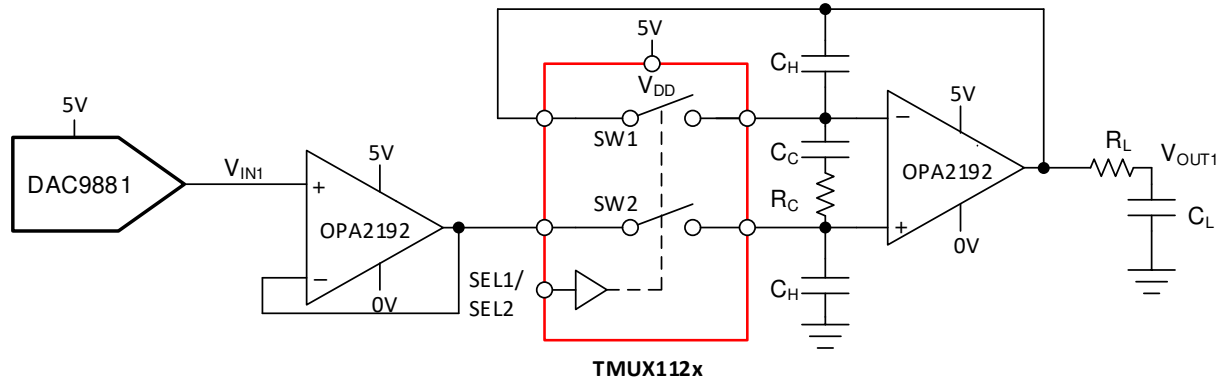 5V
DAC9881
V_IN1
+
5V
OPA2192
−
0V
5V
V_DD
SW1
SW2
SEL1/
SEL2
TMUX112x
C_H
C_C
R_C
C_H
−
5V
OPA2192
+
0V
R_L
V_OUT1
C_L